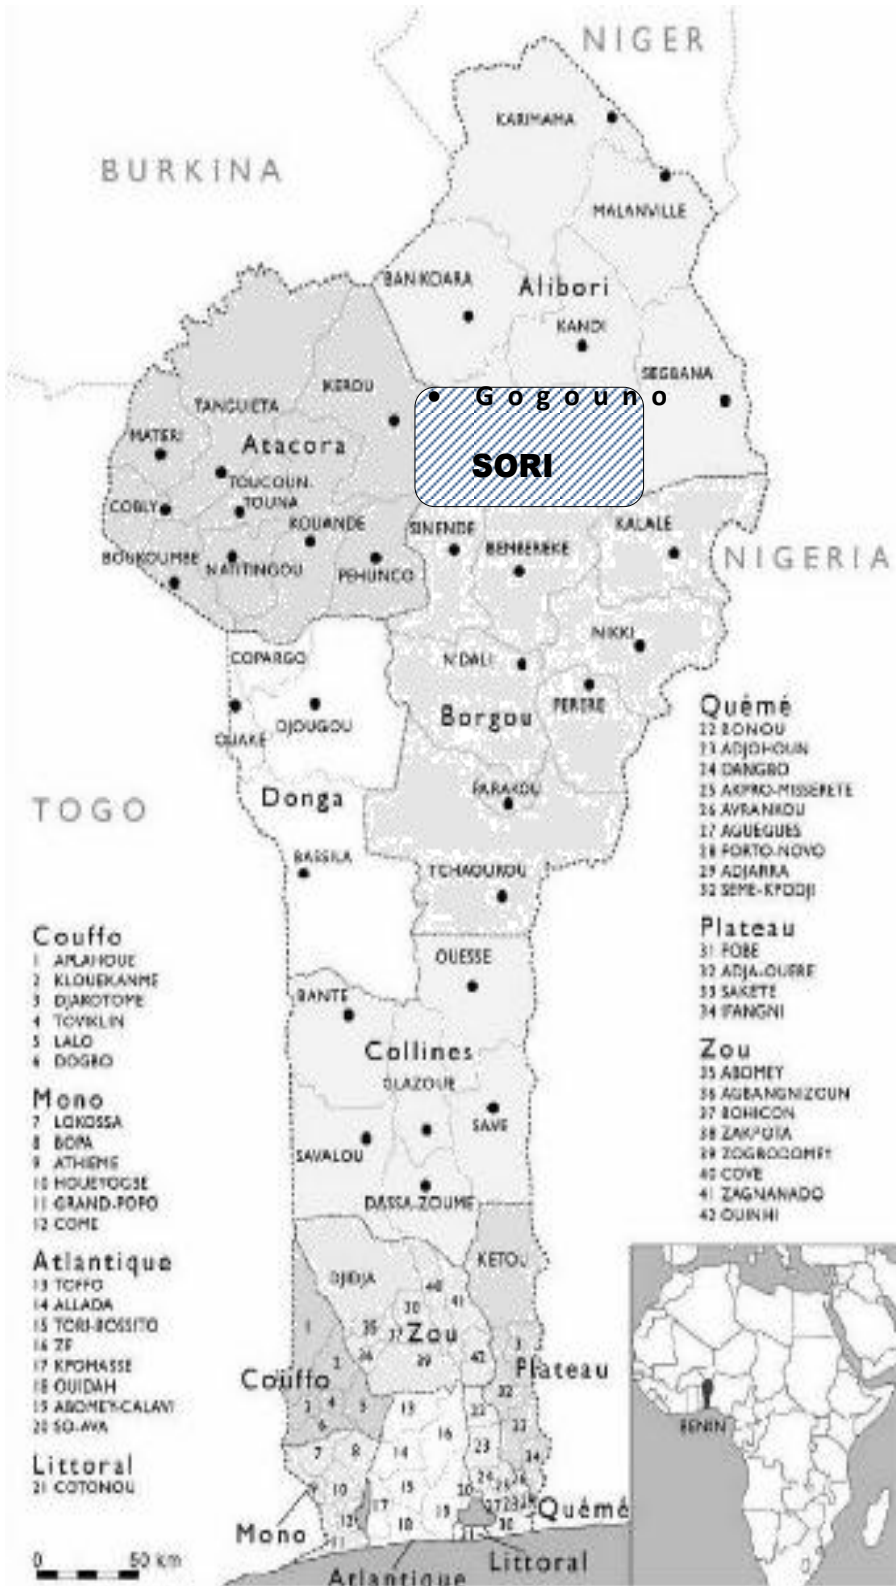 NIGER
KARIMAMA
BURKINA
MALANVILLE
BANIKOARA
Alibori
KANDI
SEGBANA
KEROU
Gogouno
TANGUIETA
MATERI
Atacora
SORI
TOUCOUN-
TOUNA
COBLY
KOUANDE
SINENDE
KALALE
BEMBEREKE
BOUKOUMBE
NATITINGOU
PEHUNCO
NIGERIA
NIKKI
COPARGO
N'DALI
PERERE
Borgou
OUAKE
DJOUGOU
PARAKOU
Donga
TOGO
BASSILA
TCHAOUROU
OUESSE
BANTE
Collines
GLAZOUE
SAVE
SAVALOU
DASSA-ZOUME
KETOU
DJIDJA
Zou
Couffo
Plateau
Mono
Atlantique
Littoral
Quémé
Quémé
22 BONOU
23 ADJOHOUN
24 DANGBO
25 AKPRO-MISSERETE
26 AVRANKOU
27 AGUEGUES
28 PORTO-NOVO
29 ADJARRA
32 SEME-KPODJI
Plateau
31 POBE
32 ADJA-OUERE
33 SAKETE
34 IFANGNI
Zou
35 ABOMEY
36 AGBANGNIZOUN
37 BOHICON
38 ZAKPOTA
39 ZOGBODOMEY
40 COVE
41 ZAGNANADO
42 OUINHI
Couffo
1 APLAHOUE
2 KLOUEKANME
3 DJAKOTOME
4 TOVIKLIN
5 LALO
6 DOGBO
Mono
7 LOKOSSA
8 BOPA
9 ATHIEME
10 HOUEYOGBE
11 GRAND-POPO
12 COME
Atlantique
13 TOFFO
14 ALLADA
15 TORI-BOSSITO
16 ZE
17 KPOMASSE
18 OUIDAH
19 ABOMEY-CALAVI
20 SO-AVA
Littoral
21 COTONOU
0 50 km
BENIN